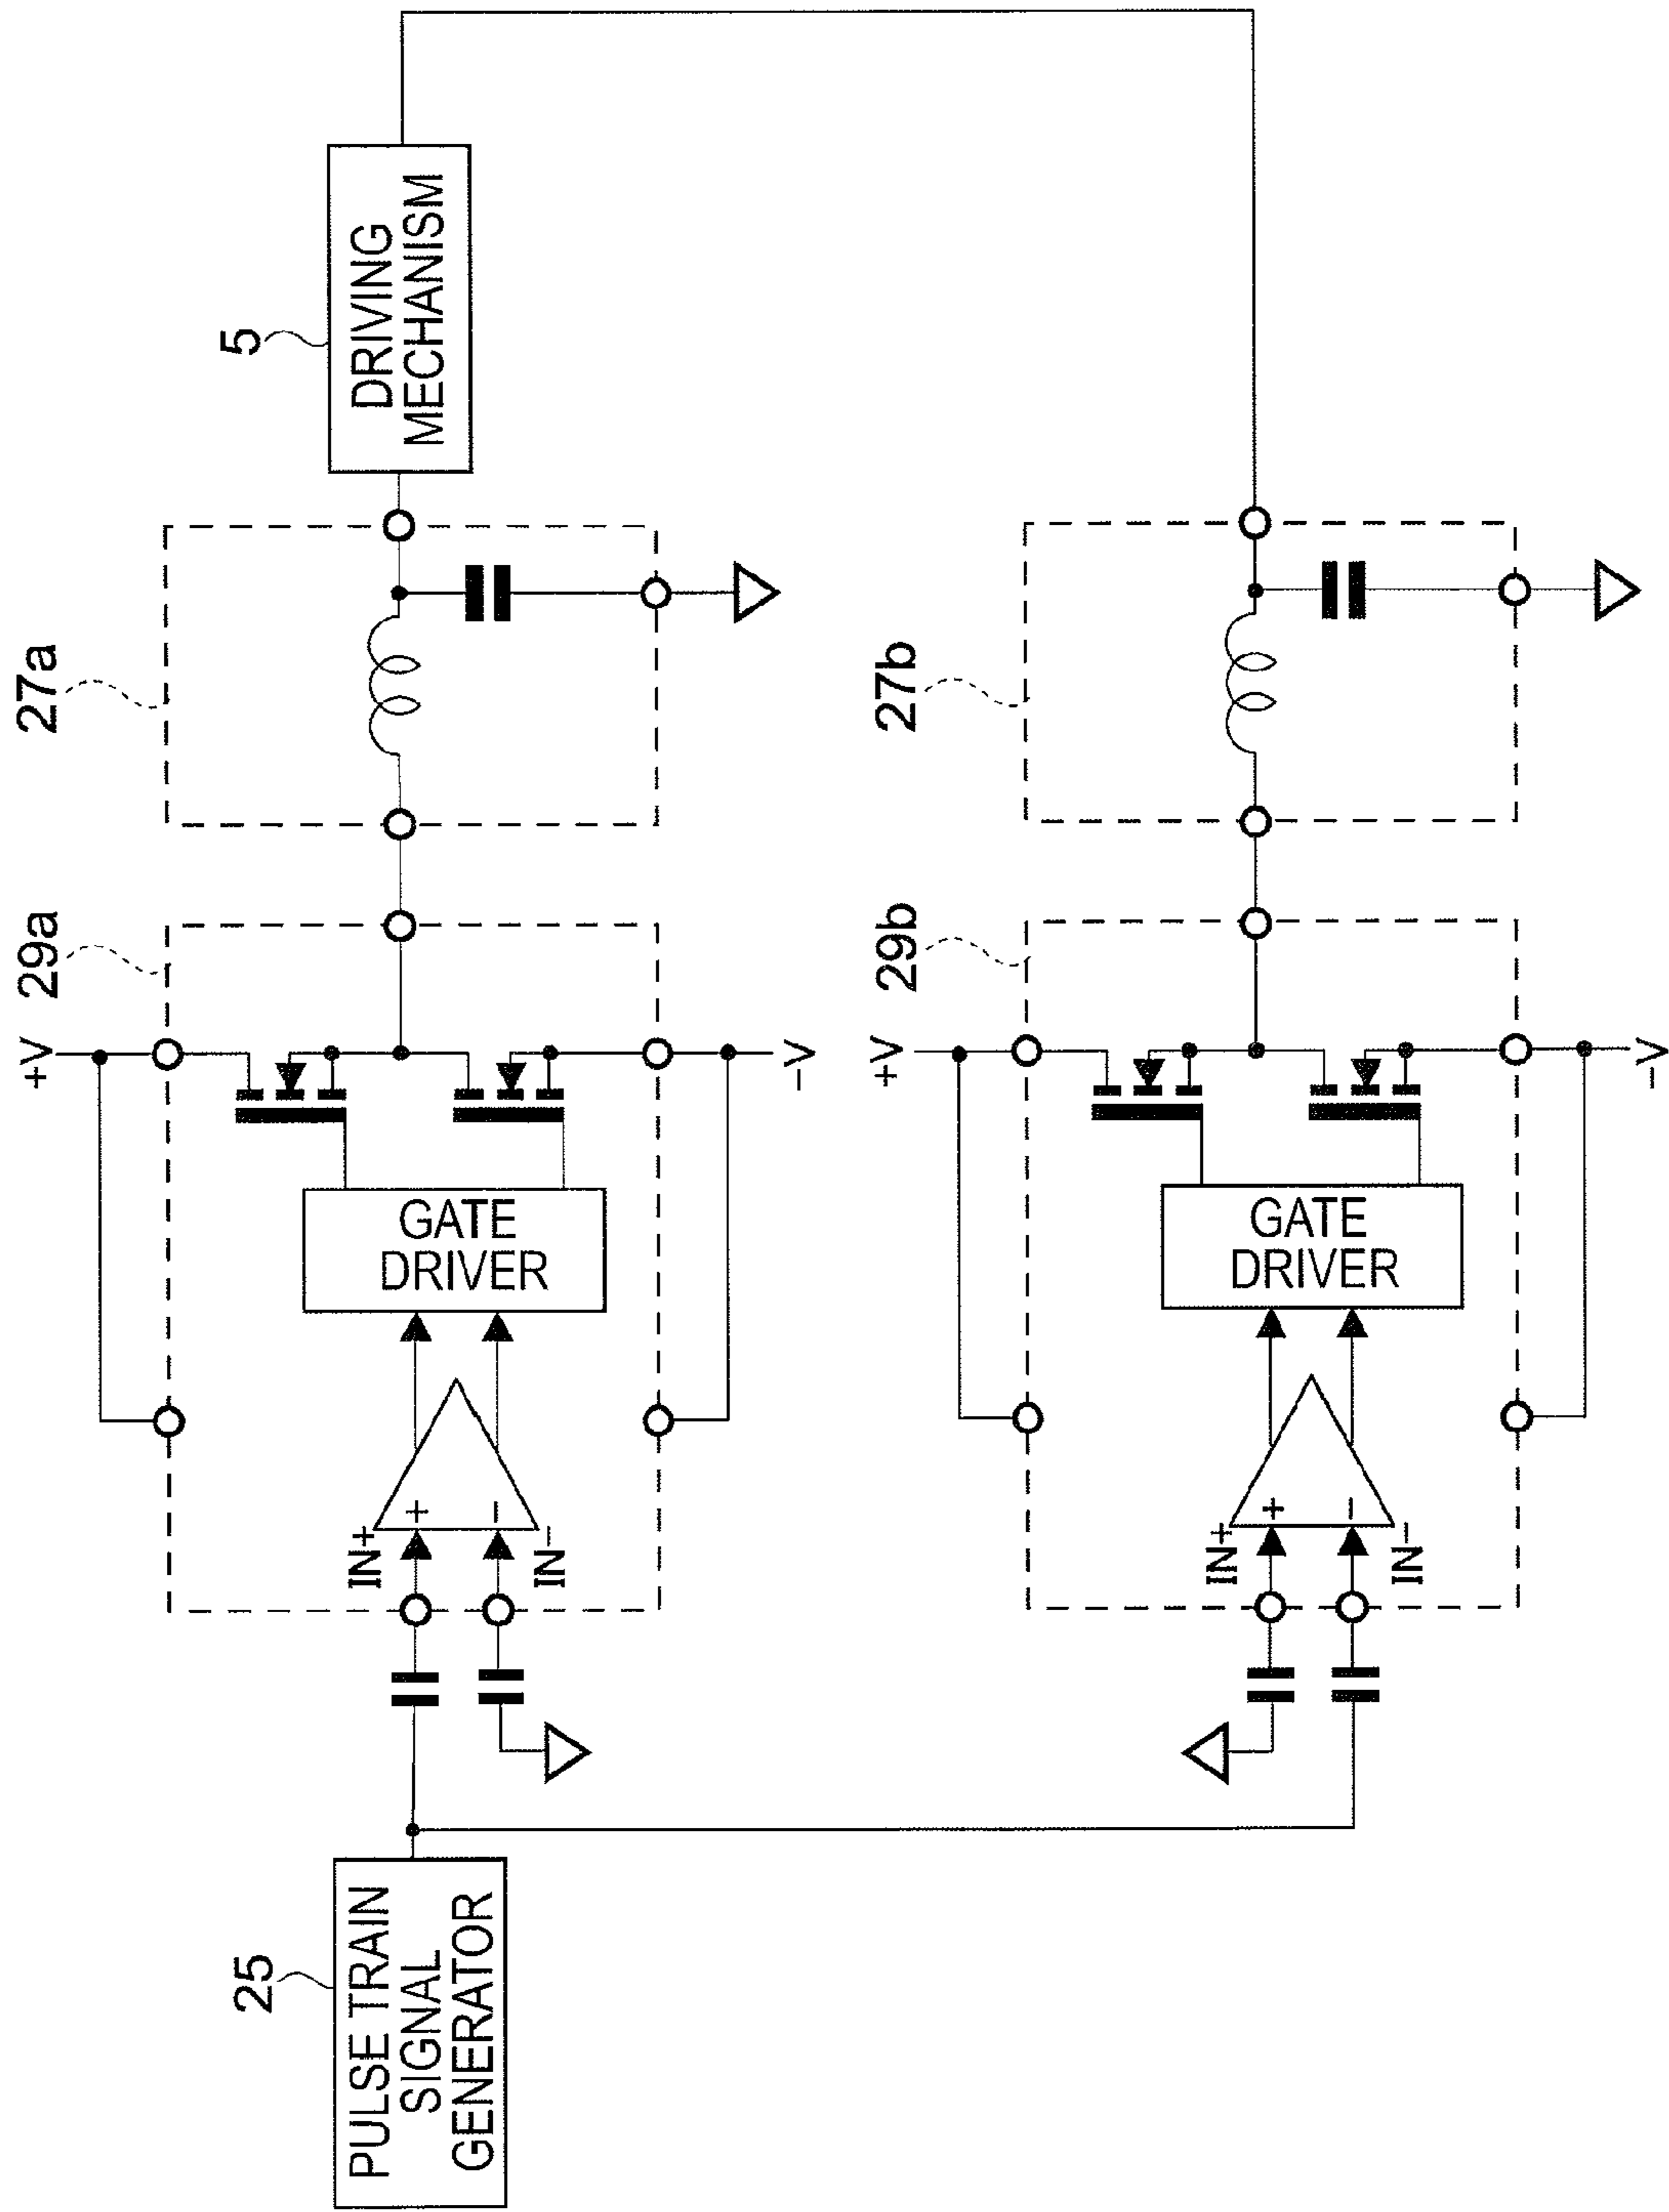 25
PULSE TRAIN
SIGNAL
GENERATOR
29a
+V
IN+
+
−
IN−
GATE
DRIVER
−V
27a
5
DRIVING
MECHANISM
29b
+V
IN+
+
−
IN−
GATE
DRIVER
−V
27b